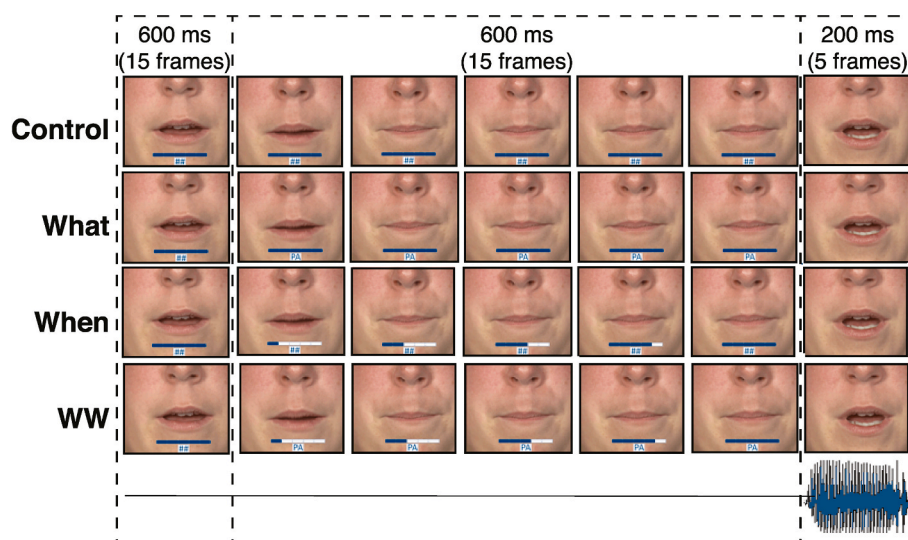 600 ms
(15 frames)
600 ms
(15 frames)
200 ms
(5 frames)
Control
##
##
##
##
##
##
What
##
PA
PA
PA
PA
PA
When
##
##
##
##
##
##
WW
##
PA
PA
PA
PA
PA